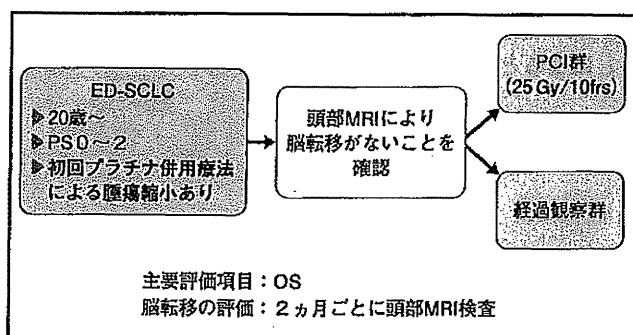 ED-SCLC
▶20歳~
▶PS 0~2
▶初回プラチナ併用療法
による腫瘍縮小あり
頭部MRIにより
脳転移がないことを
確認
PCI群
(25 Gy/10frs)
経過観察群
主要評価項目:OS
脳転移の評価:2ヵ月ごとに頭部MRI検査